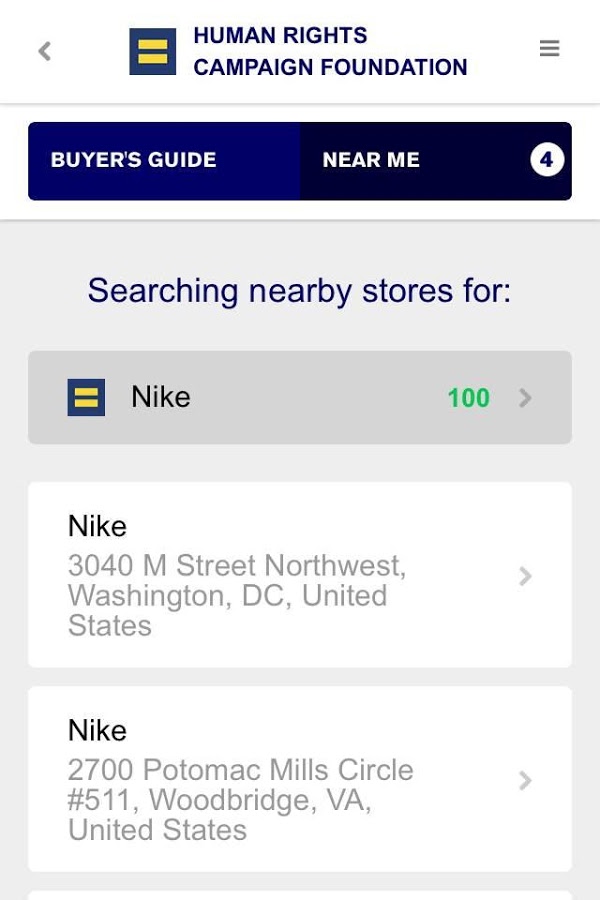 HUMAN RIGHTS
CAMPAIGN FOUNDATION
BUYER'S GUIDE
NEAR ME
4
Searching nearby stores for:
Nike
100
Nike
3040 M Street Northwest,
Washington, DC, United
States
Nike
2700 Potomac Mills Circle
#511, Woodbridge, VA,
United States